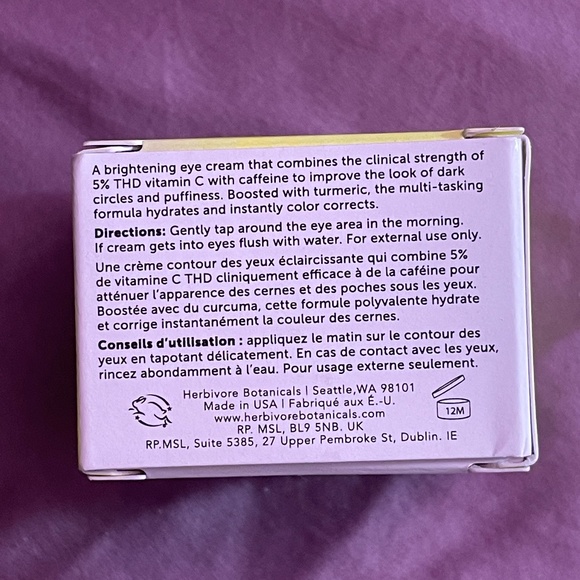 A brightening eye cream that combines the clinical strength of
5% THD vitamin C with caffeine to improve the look of dark
circles and puffiness. Boosted with turmeric, the multi-tasking
formula hydrates and instantly color corrects.
Directions: Gently tap around the eye area in the morning.
If cream gets into eyes flush with water. For external use only.
Une crème contour des yeux éclaircissante qui combine 5%
de vitamine C THD cliniquement efficace à de la caféine pour
atténuer l'apparence des cernes et des poches sous les yeux.
Boostée avec du curcuma, cette formule polyvalente hydrate
et corrige instantanément la couleur des cernes.
Conseils d'utilisation : appliquez le matin sur le contour des
yeux en tapotant délicatement. En cas de contact avec les yeux,
rincez abondamment à l'eau. Pour usage externe seulement.
Herbivore Botanicals | Seattle,WA 98101
Made in USA | Fabriqué aux É.-U.
www.herbivorebotanicals.com
RP. MSL, BL9 5NB. UK
RP.MSL, Suite 5385, 27 Upper Pembroke St, Dublin. IE
12M